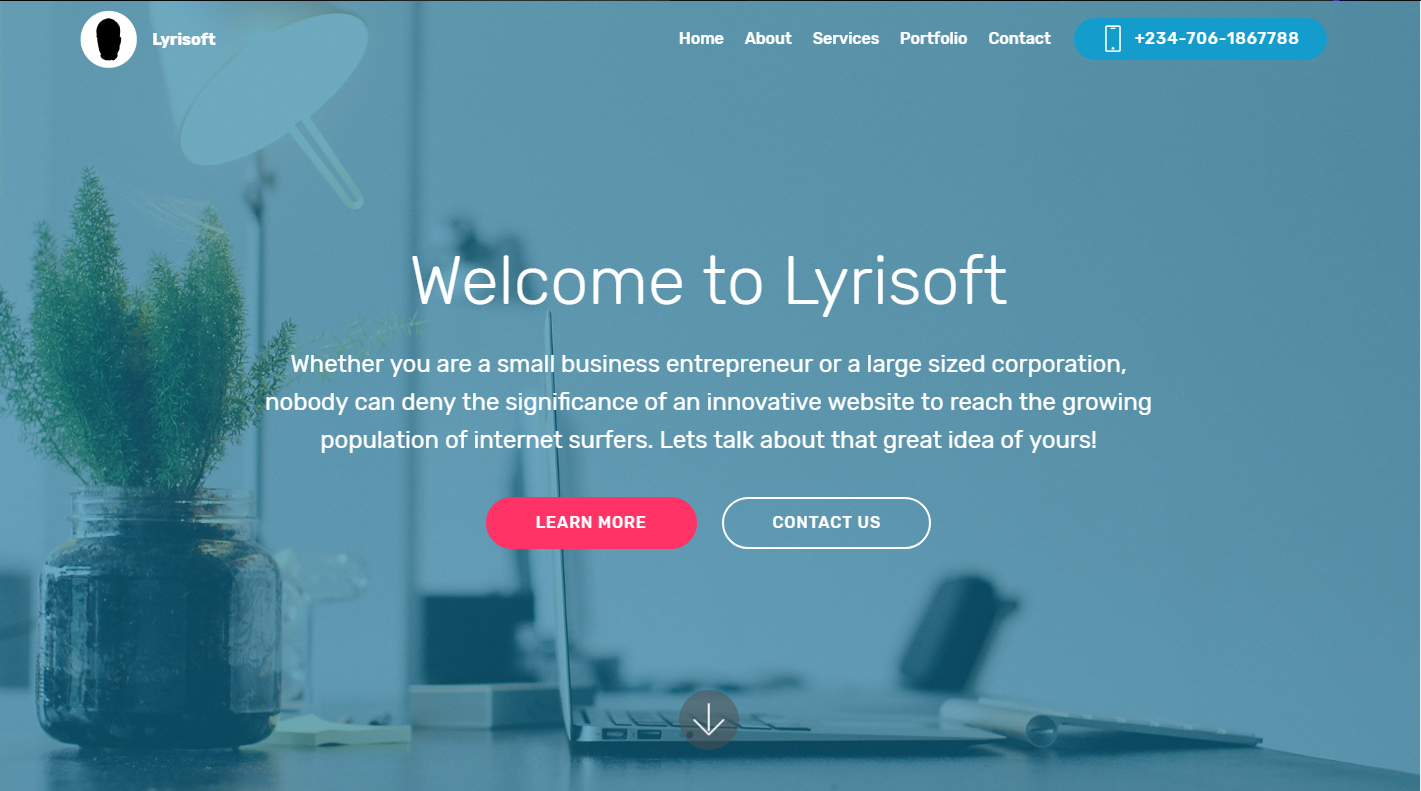 Lyrisoft
Home About Services Portfolio Contact +234-706-1867788
Welcome to Lyrisoft
Whether you are a small business entrepreneur or a large sized corporation,
nobody can deny the significance of an innovative website to reach the growing
population of internet surfers. Lets talk about that great idea of yours!
LEARN MORE
CONTACT US